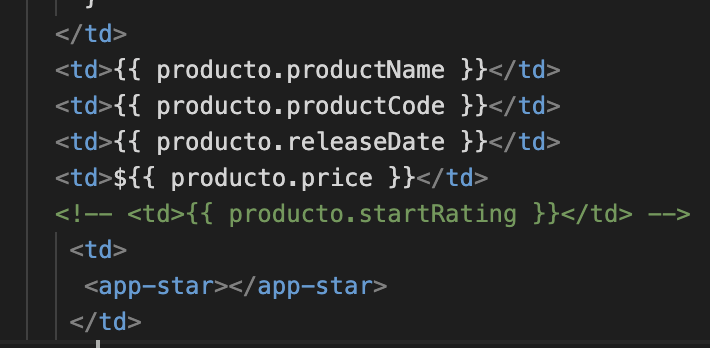 }
</td>
<td>{{ producto.productName }}</td>
<td>{{ producto.productCode }}</td>
<td>{{ producto.releaseDate }}</td>
<td>${{ producto.price }}</td>
<!-- <td>{{ producto.startRating }}</td> -->
<td>
<app-star></app-star>
</td>